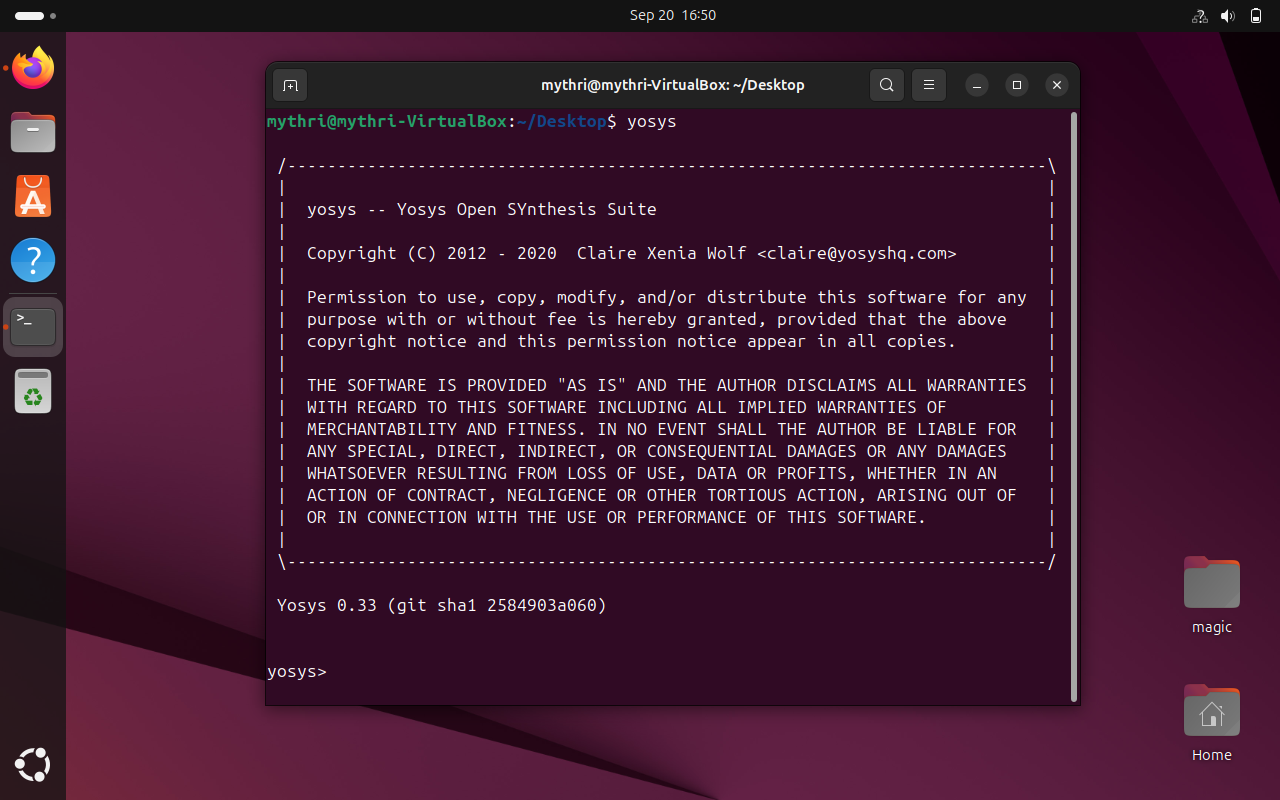 Sep 20 16:50
mythri@mythri-VirtualBox: ~/Desktop
mythri@mythri-VirtualBox:~/Desktop$ yosys
/----------------------------------------------------------------------------\
|                                                                            |
|  yosys -- Yosys Open SYnthesis Suite                                       |
|                                                                            |
|  Copyright (C) 2012 - 2020  Claire Xenia Wolf <claire@yosyshq.com>         |
|                                                                            |
|  Permission to use, copy, modify, and/or distribute this software for any  |
|  purpose with or without fee is hereby granted, provided that the above    |
|  copyright notice and this permission notice appear in all copies.         |
|                                                                            |
|  THE SOFTWARE IS PROVIDED "AS IS" AND THE AUTHOR DISCLAIMS ALL WARRANTIES  |
|  WITH REGARD TO THIS SOFTWARE INCLUDING ALL IMPLIED WARRANTIES OF          |
|  MERCHANTABILITY AND FITNESS. IN NO EVENT SHALL THE AUTHOR BE LIABLE FOR   |
|  ANY SPECIAL, DIRECT, INDIRECT, OR CONSEQUENTIAL DAMAGES OR ANY DAMAGES    |
|  WHATSOEVER RESULTING FROM LOSS OF USE, DATA OR PROFITS, WHETHER IN AN     |
|  ACTION OF CONTRACT, NEGLIGENCE OR OTHER TORTIOUS ACTION, ARISING OUT OF   |
|  OR IN CONNECTION WITH THE USE OR PERFORMANCE OF THIS SOFTWARE.            |
|                                                                            |
\----------------------------------------------------------------------------/
Yosys 0.33 (git sha1 2584903a060)
yosys>
magic
Home